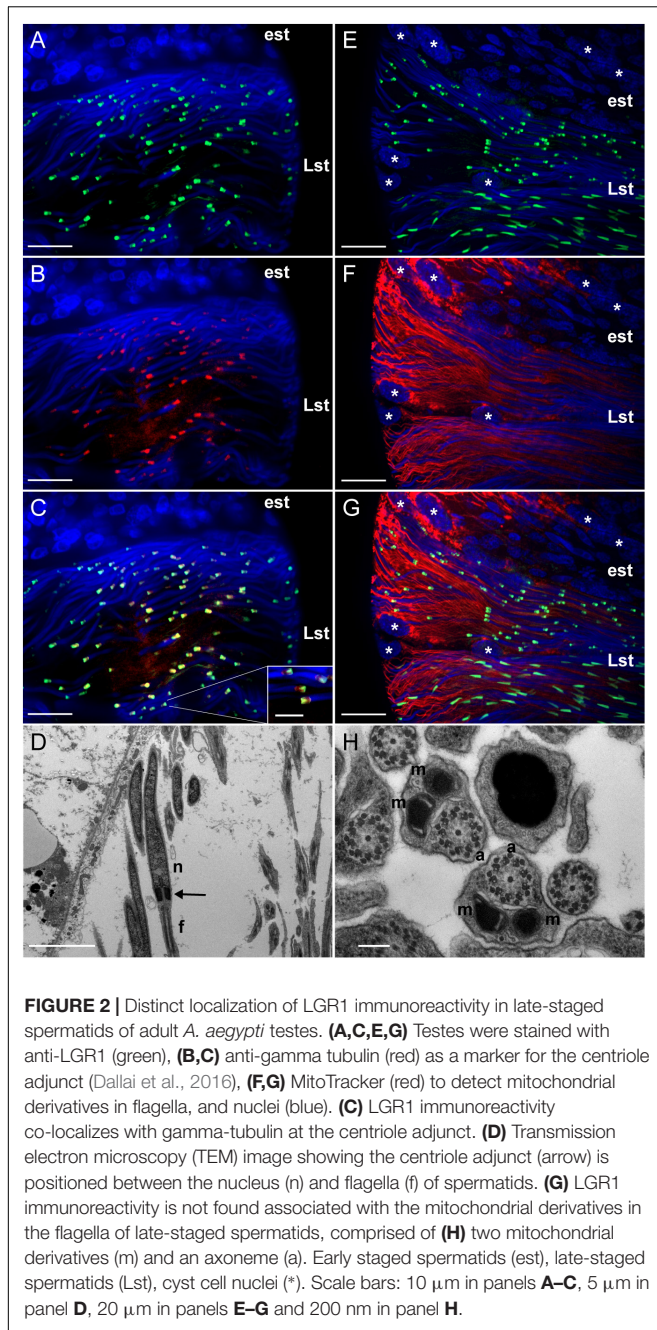 A
est
Lst
B
est
Lst
C
est
Lst
D
n
f
E
*
*
*
*
est
*
*
*
Lst
F
*
*
*
*
est
*
*
*
Lst
G
*
*
*
*
est
*
*
*
Lst
H
m
m
a
a
m
m
FIGURE 2 | Distinct localization of LGR1 immunoreactivity in late-staged
spermatids of adult A. aegypti testes. (A,C,E,G) Testes were stained with
anti-LGR1 (green), (B,C) anti-gamma tubulin (red) as a marker for the centriole
adjunct (Dallai et al., 2016), (F,G) MitoTracker (red) to detect mitochondrial
derivatives in flagella, and nuclei (blue). (C) LGR1 immunoreactivity
co-localizes with gamma-tubulin at the centriole adjunct. (D) Transmission
electron microscopy (TEM) image showing the centriole adjunct (arrow) is
positioned between the nucleus (n) and flagella (f) of spermatids. (G) LGR1
immunoreactivity is not found associated with the mitochondrial derivatives in
the flagella of late-staged spermatids, comprised of (H) two mitochondrial
derivatives (m) and an axoneme (a). Early staged spermatids (est), late-staged
spermatids (Lst), cyst cell nuclei (*). Scale bars: 10 μm in panels A–C, 5 μm in
panel D, 20 μm in panels E–G and 200 nm in panel H.